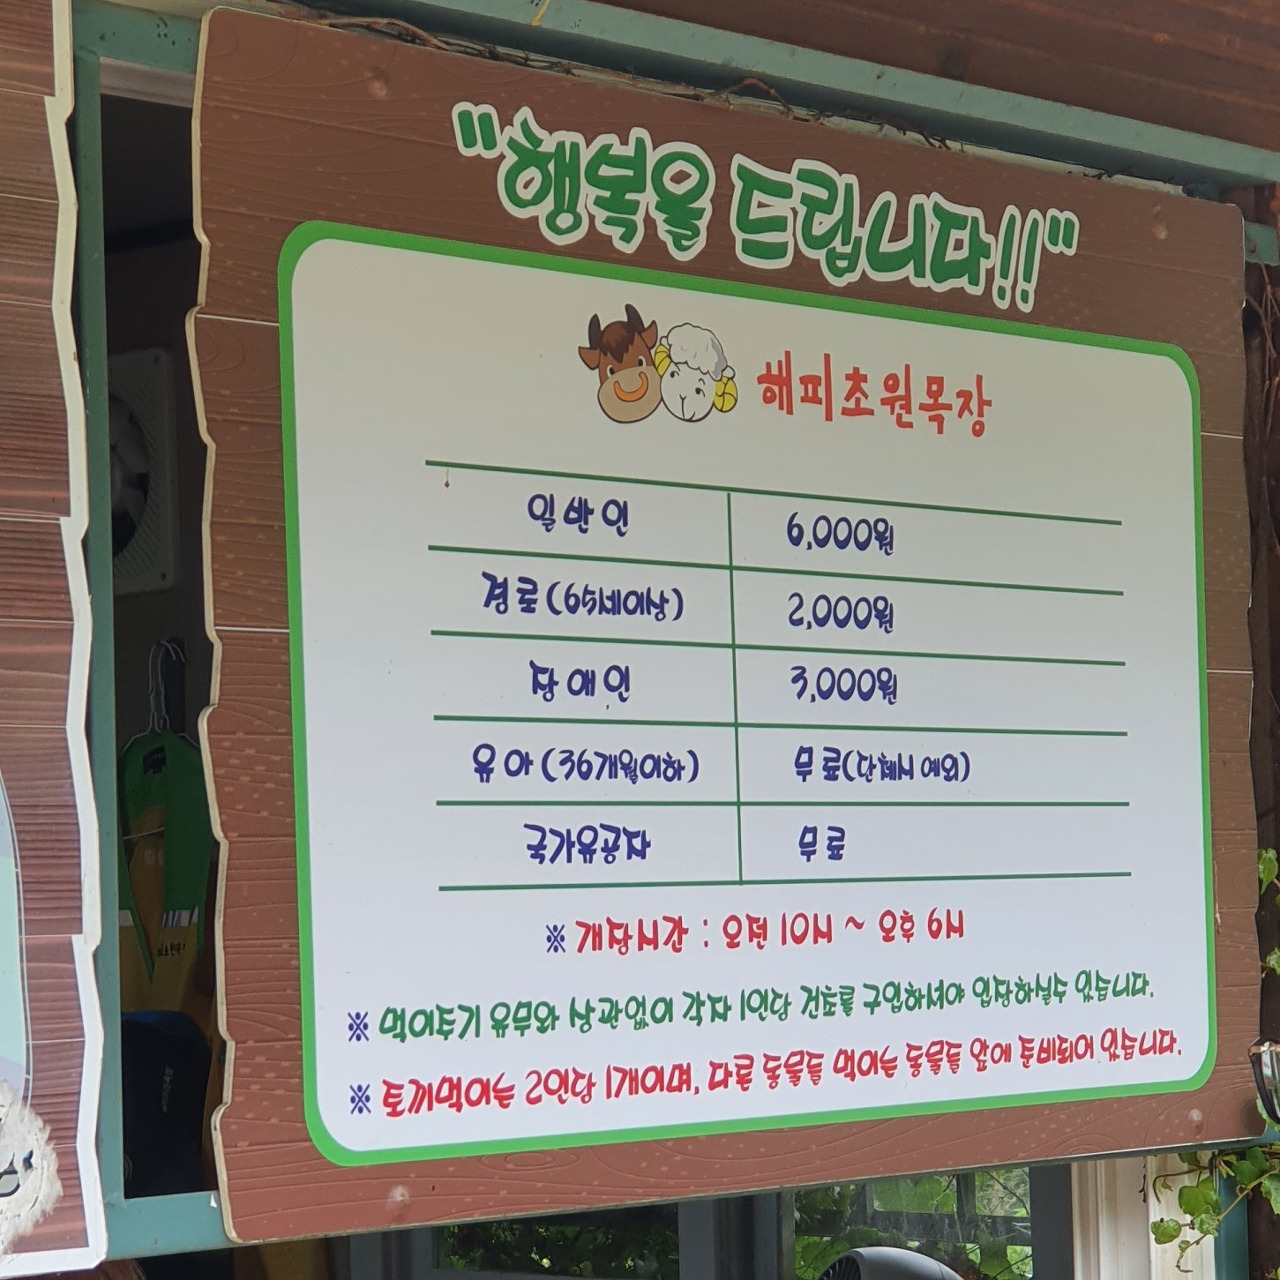 "행복을 드립니다!!"
해피초원목장
일반인 6,000원
경로(65세이상) 2,000원
장애인 3,000원
유아(36개월이하) 무료(단체시 예외)
국가유공자 무료
※ 개장시간 : 오전 10시 ~ 오후 6시
※ 먹이주기 유무와 상관없이 각자 1인당 건초를 구입하셔야 입장하실수 있습니다.
※ 토끼먹이는 2인당 1개이며, 다른 동물들 먹이는 동물들 앞에 준비되어 있습니다.